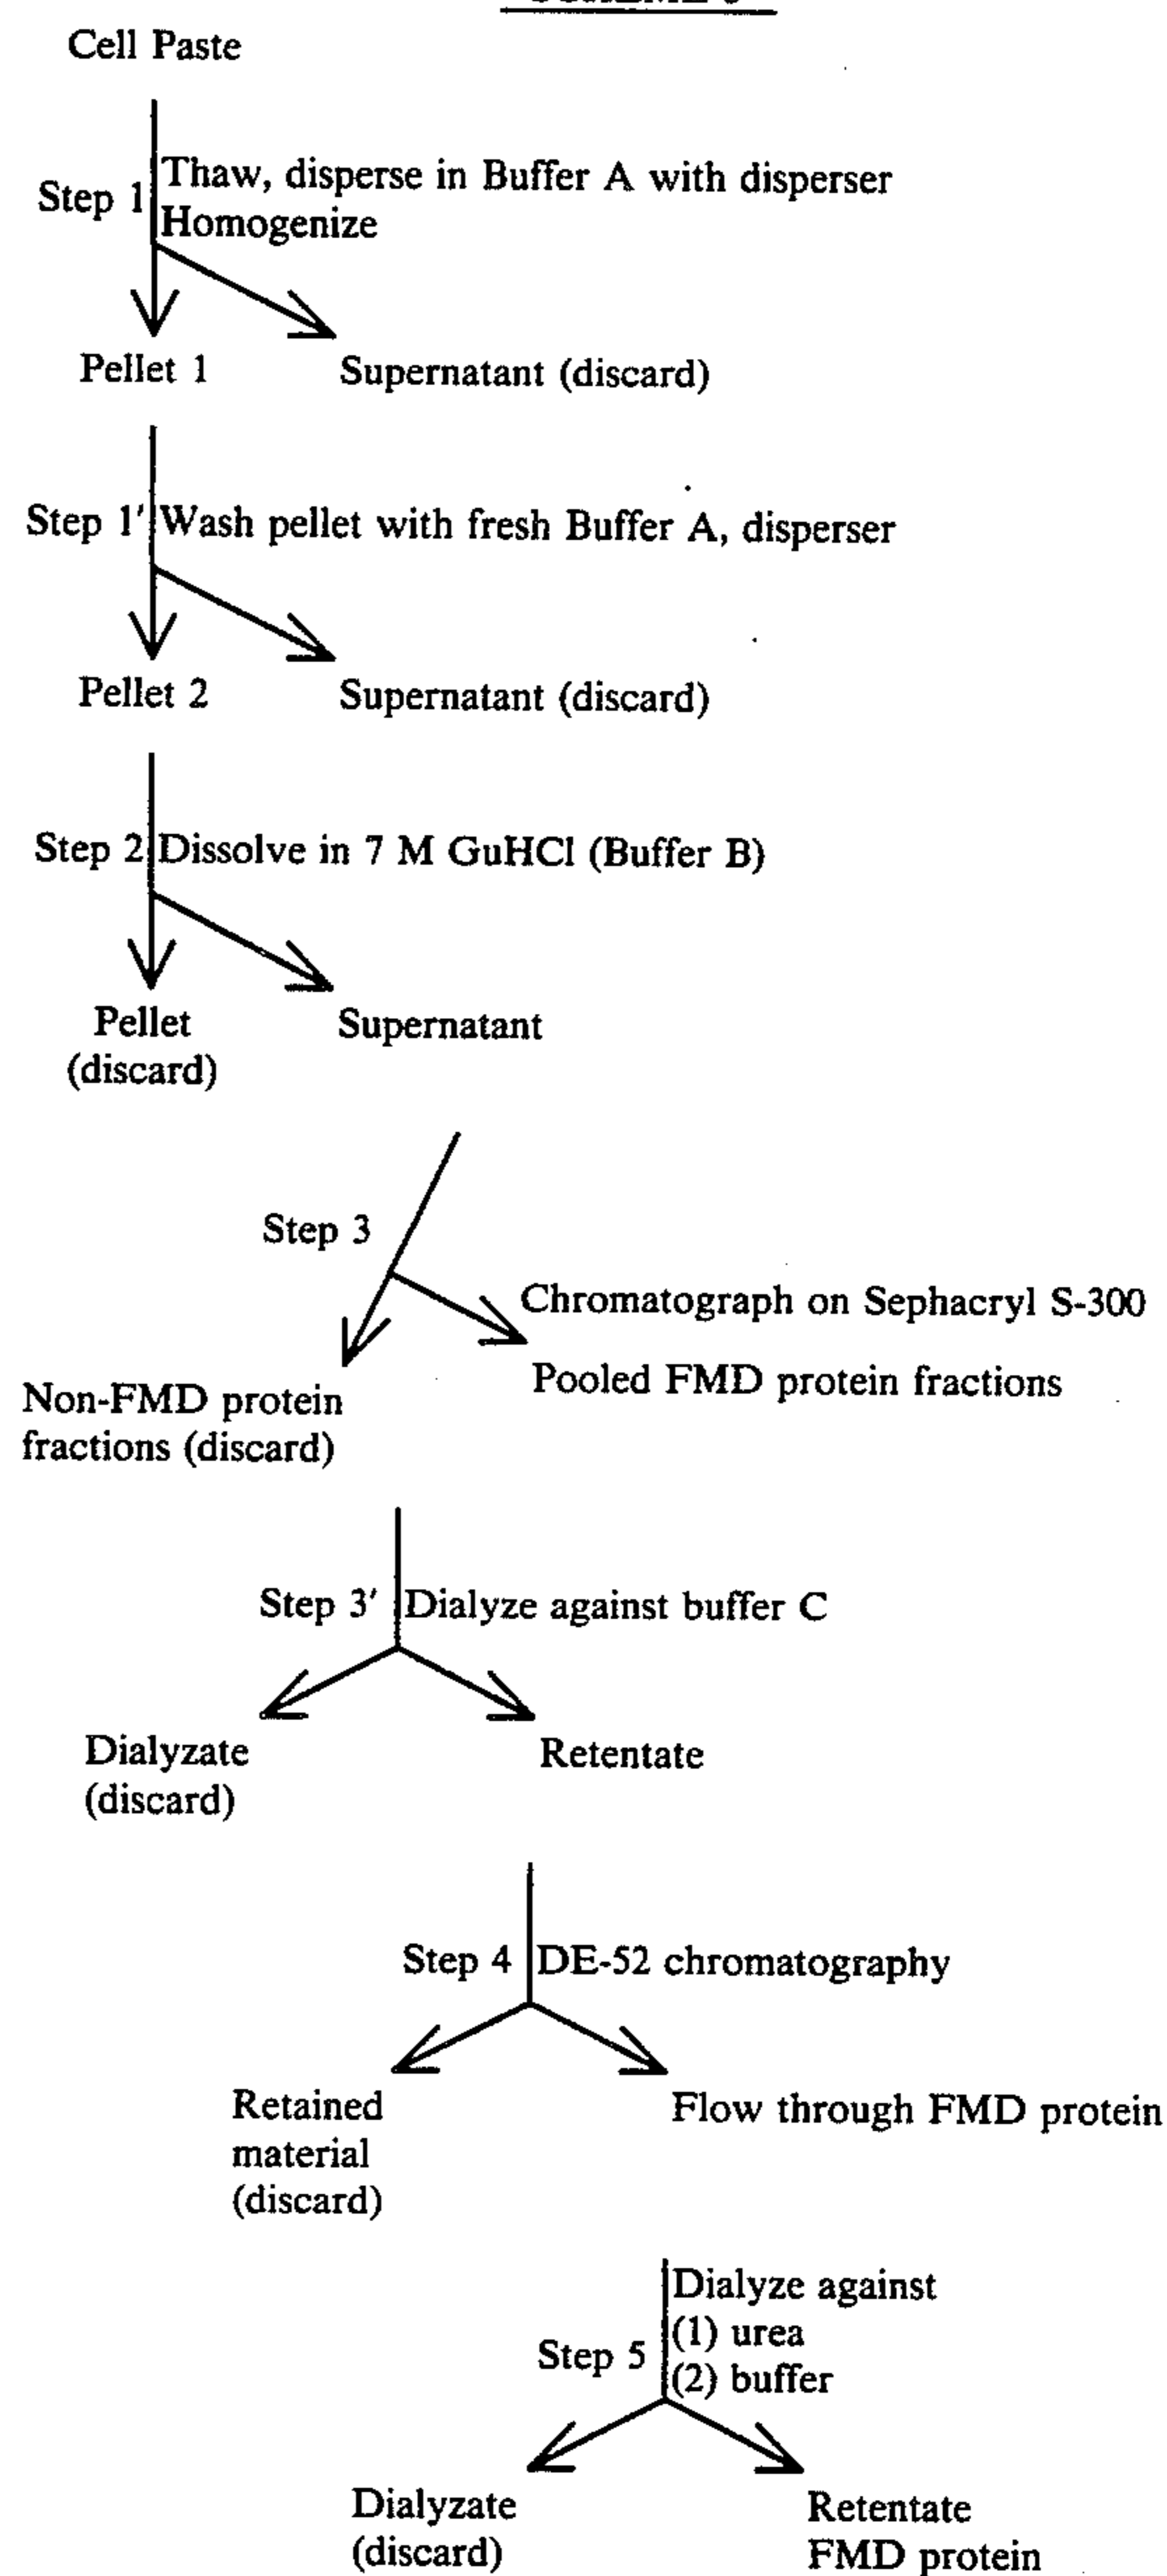 Cell Paste
Step 1
Thaw, disperse in Buffer A with disperser
Homogenize
Pellet 1
Supernatant (discard)
Step 1′
Wash pellet with fresh Buffer A, disperser
Pellet 2
Supernatant (discard)
Step 2
Dissolve in 7 M GuHCl (Buffer B)
Pellet
(discard)
Supernatant
Step 3
Chromatograph on Sephacryl S-300
Pooled FMD protein fractions
Non-FMD protein
fractions (discard)
Step 3′
Dialyze against buffer C
Dialyzate
(discard)
Retentate
Step 4
DE-52 chromatography
Retained
material
(discard)
Flow through FMD protein
Step 5
Dialyze against
(1) urea
(2) buffer
Dialyzate
(discard)
Retentate
FMD protein